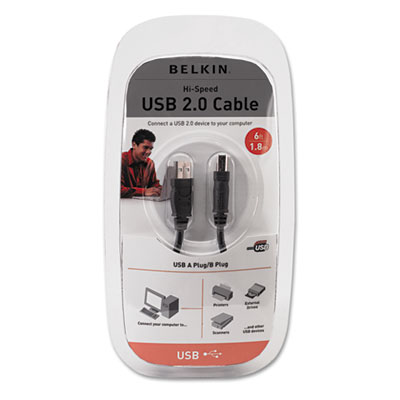 BELKIN
Hi-Speed
USB 2.0 Cable
Connect a USB 2.0 device to your computer
6ft
1.8m
USB
USB A Plug/B Plug
Printers
External
Drives
Connect your computer to...
Scanners
...and other
USB devices
USB